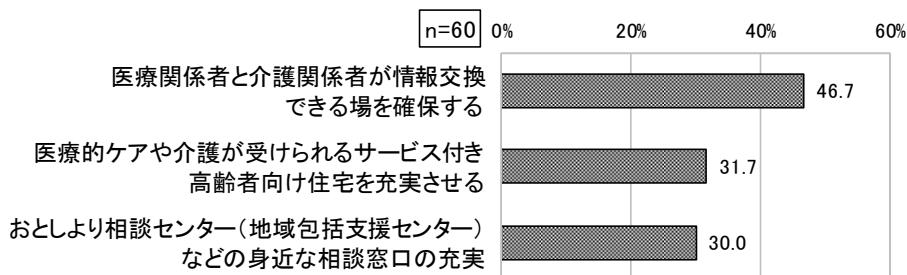 n=60
0%
20%
40%
60%
医療関係者と介護関係者が情報交換
できる場を確保する
46.7
医療的ケアや介護が受けられるサービス付き
高齢者向け住宅を充実させる
31.7
おとしより相談センター(地域包括支援センター)
などの身近な相談窓口の充実
30.0